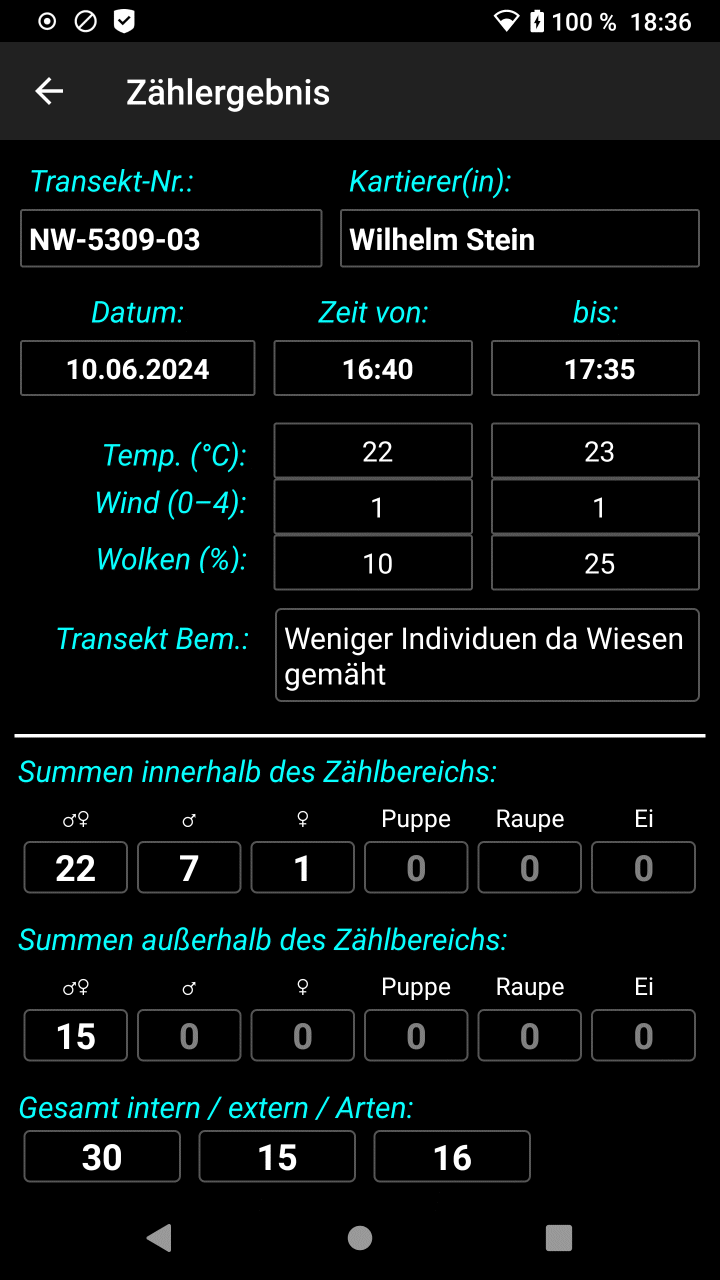 100 % 18:36
Zählergebnis
Transekt-Nr.: Kartierer(in):
NW-5309-03 Wilhelm Stein
Datum: Zeit von: bis:
10.06.2024 16:40 17:35
Temp. (°C): 22 23
Wind (0–4): 1 1
Wolken (%): 10 25
Transekt Bem.: Weniger Individuen da Wiesen
gemäht
Summen innerhalb des Zählbereichs:
♂♀ ♂ ♀ Puppe Raupe Ei
22 7 1 0 0 0
Summen außerhalb des Zählbereichs:
♂♀ ♂ ♀ Puppe Raupe Ei
15 0 0 0 0 0
Gesamt intern / extern / Arten:
30 15 16